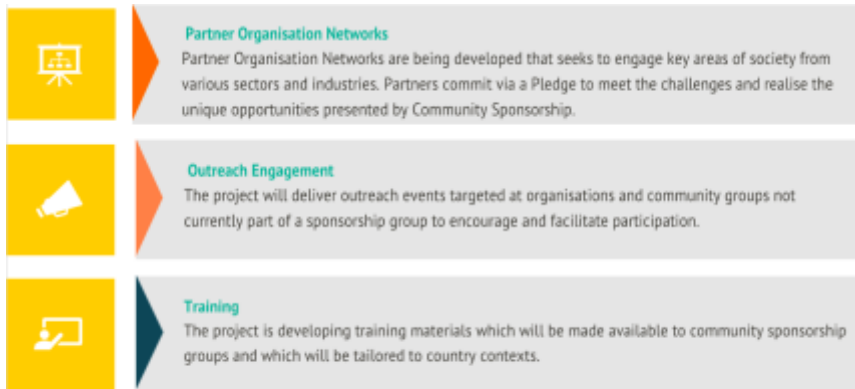 Partner Organisation Networks
Partner Organisation Networks are being developed that seeks to engage key areas of society from
various sectors and industries. Partners commit via a Pledge to meet the challenges and realise the
unique opportunities presented by Community Sponsorship.
Outreach Engagement
The project will deliver outreach events targeted at organisations and community groups not
currently part of a sponsorship group to encourage and facilitate participation.
Training
The project is developing training materials which will be made available to community sponsorship
groups and which will be tailored to country contexts.